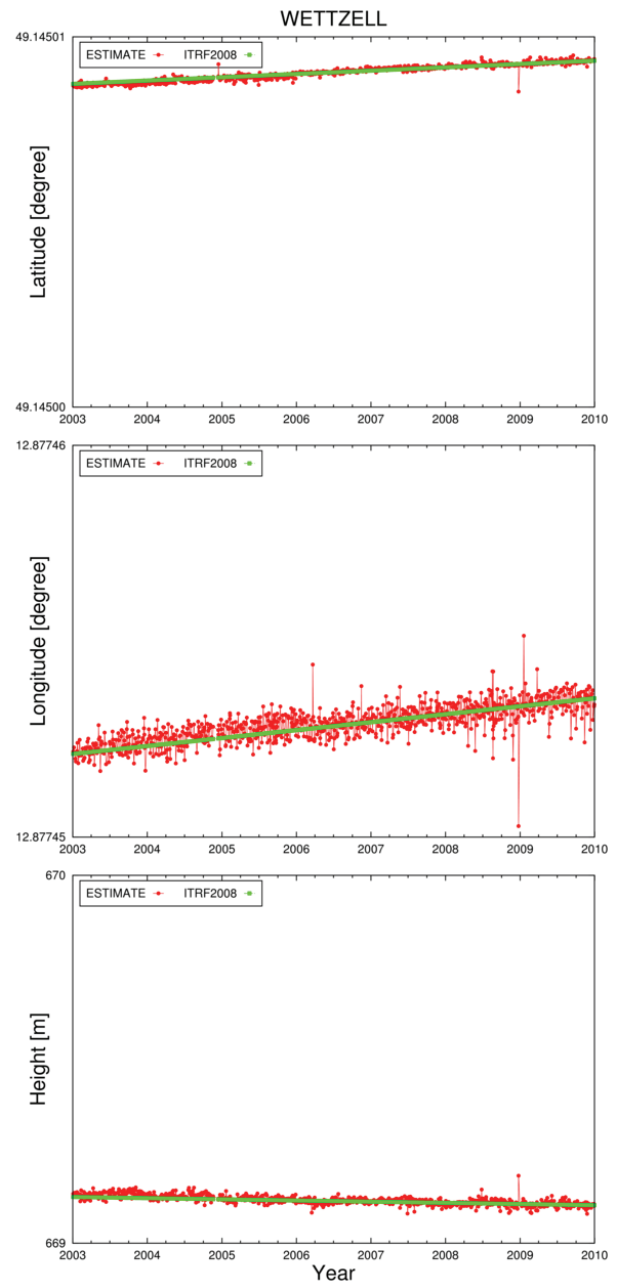 WETTZELL
49.14501
ESTIMATE ITRF2008
Latitude [degree]
49.14500
2003 2004 2005 2006 2007 2008 2009 2010
12.87746
ESTIMATE ITRF2008
Longitude [degree]
12.87745
2003 2004 2005 2006 2007 2008 2009 2010
670
ESTIMATE ITRF2008
Height [m]
669
2003 2004 2005 2006 2007 2008 2009 2010
Year